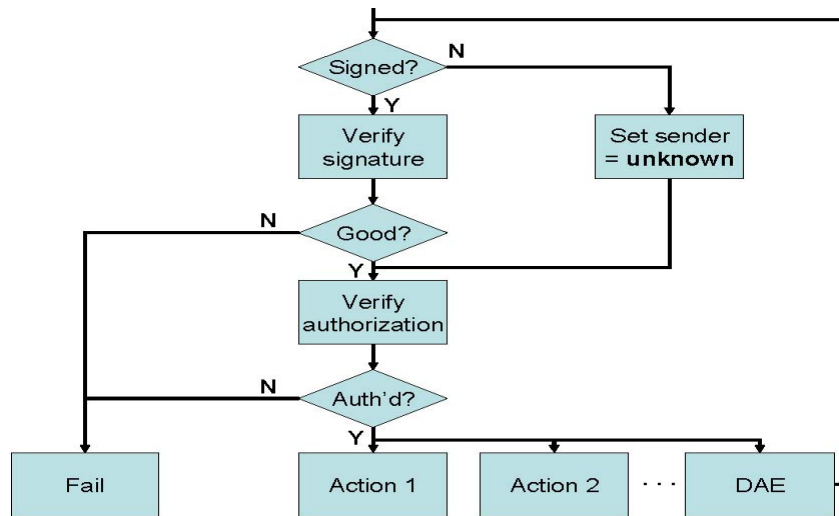 Signed?
N
Y
Verify
signature
Set sender
= unknown
N
Good?
Y
Verify
authorization
N
Auth'd?
Y
Fail
Action 1
Action 2
· · ·
DAE